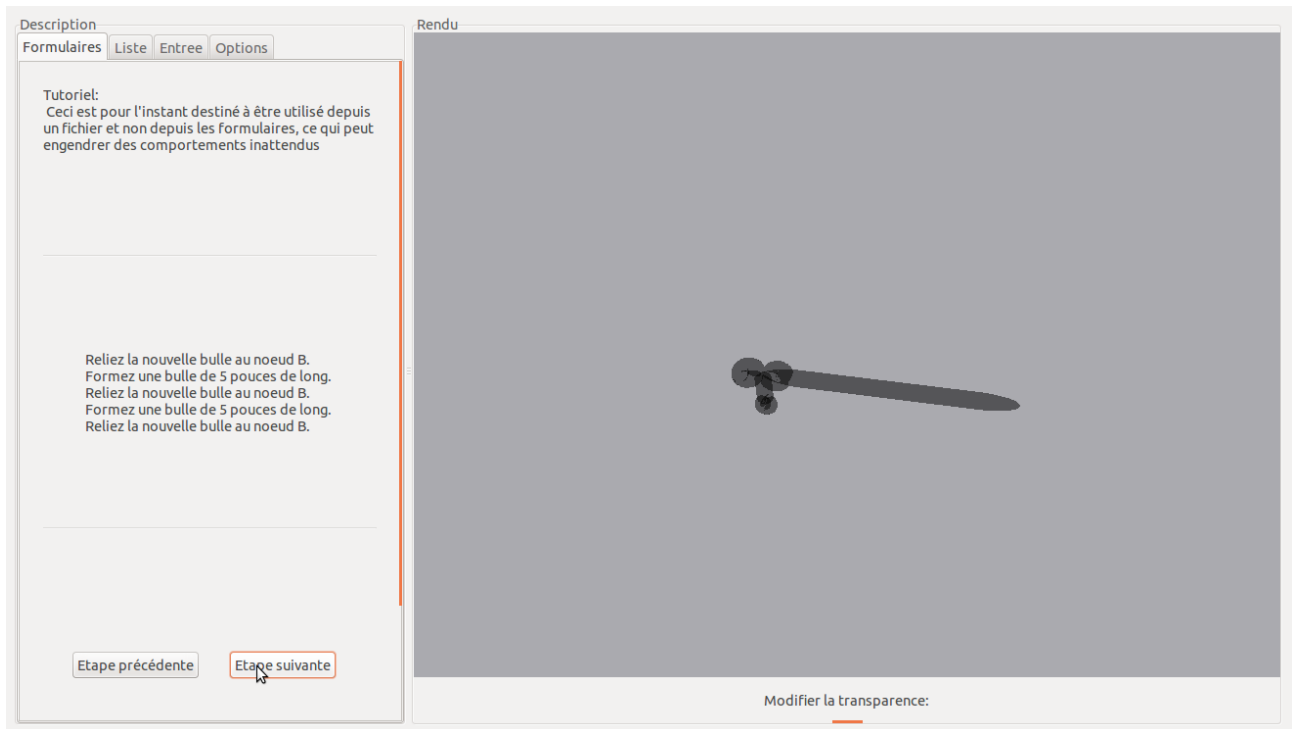 Description
Formulaires Liste Entree Options
Tutoriel:
Ceci est pour l'instant destiné à être utilisé depuis
un fichier et non depuis les formulaires, ce qui peut
engendrer des comportements inattendus
Reliez la nouvelle bulle au noeud B.
Formez une bulle de 5 pouces de long.
Reliez la nouvelle bulle au noeud B.
Formez une bulle de 5 pouces de long.
Reliez la nouvelle bulle au noeud B.
Etape précédente Etape suivante
Rendu
Modifier la transparence: